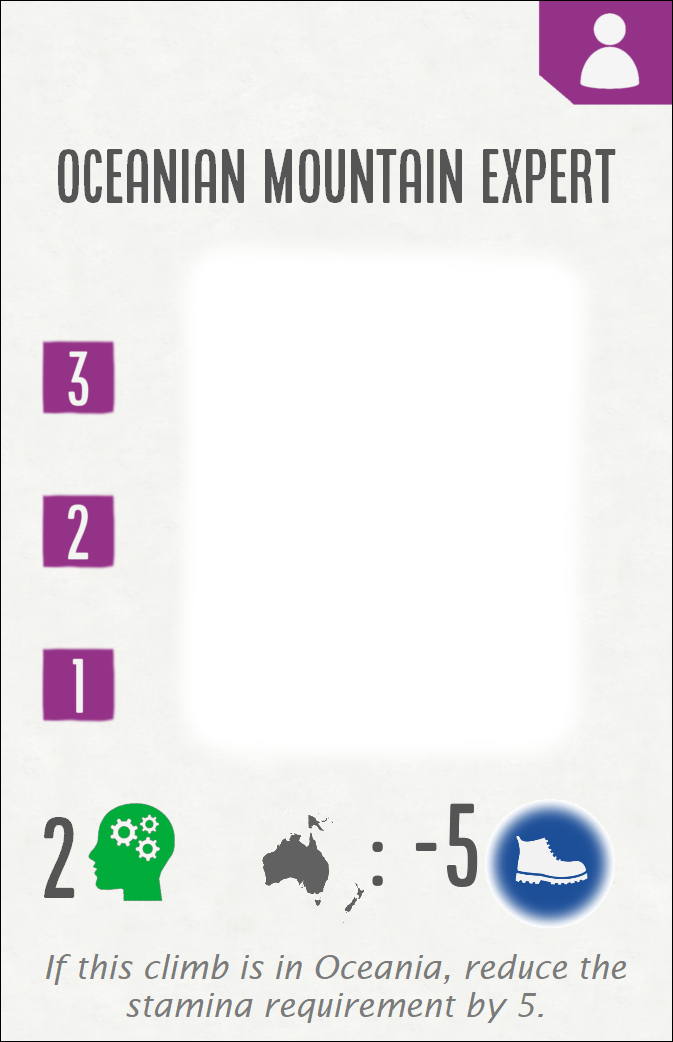 OCEANIAN MOUNTAIN EXPERT
3
2
1
2 : -5
If this climb is in Oceania, reduce the
stamina requirement by 5.